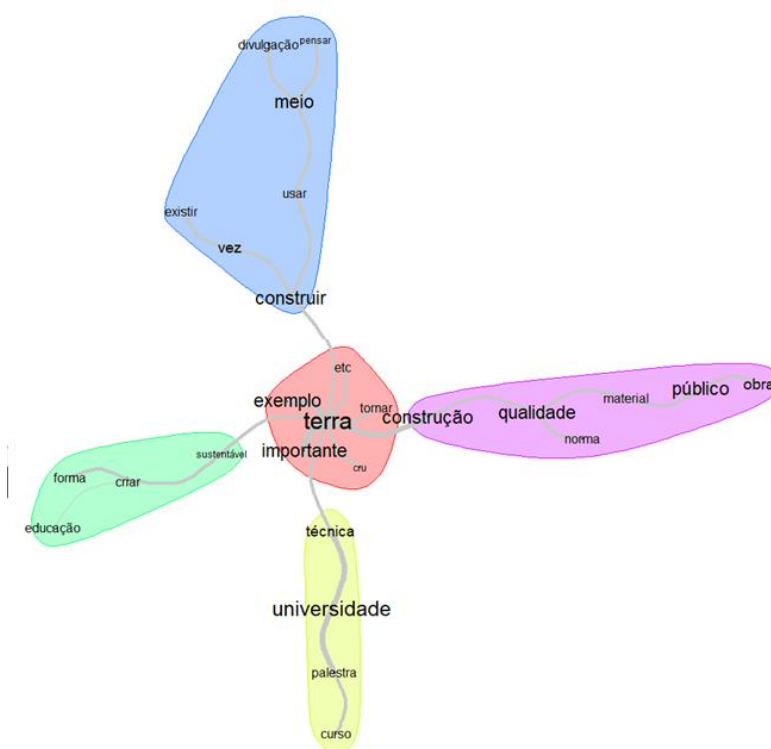 divulgação
pensar
meio
usar
existir
vez
construir
etc
exemplo
tornar
terra
construção
importante
cru
qualidade
material
público
obra
norma
sustentável
forma
criar
educação
técnica
universidade
palestra
curso